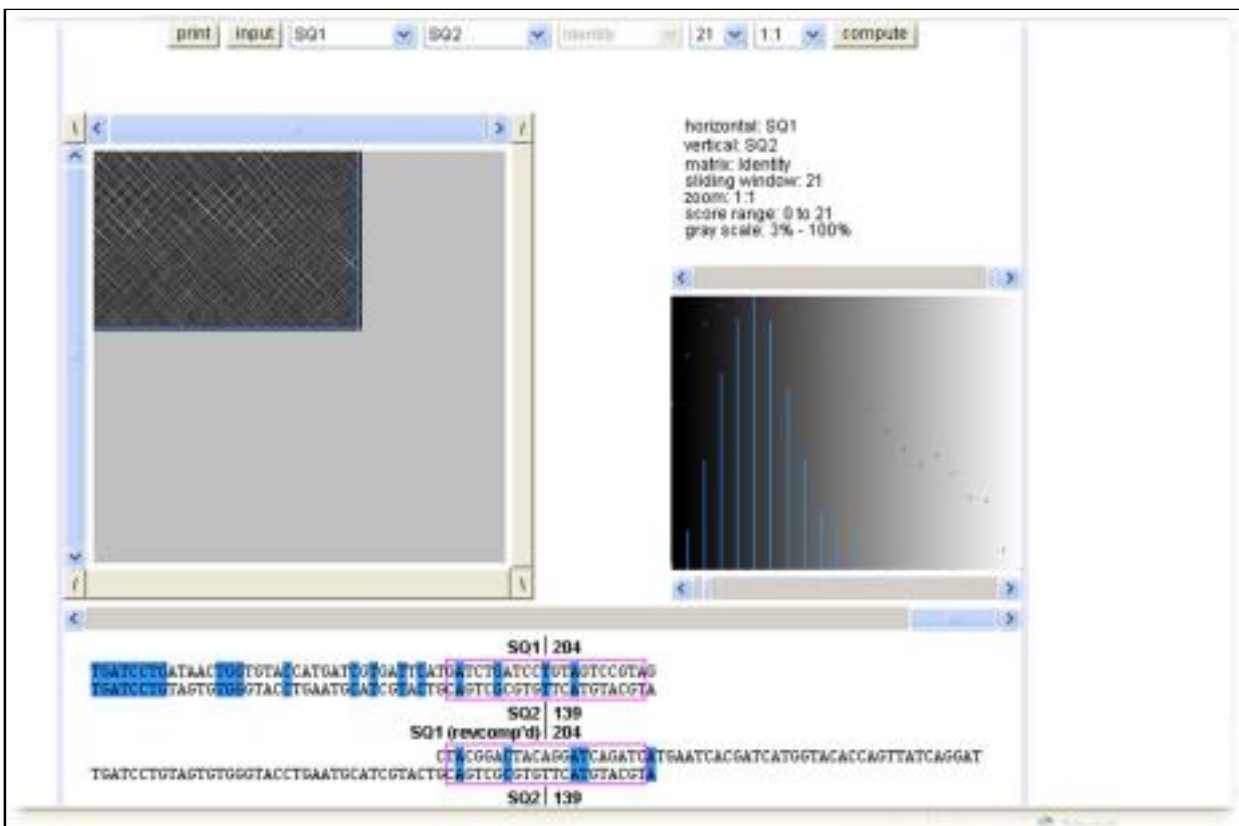 print input SQ1 SQ2 Identity 21 1:1 compute
horizontal: SQ1
vertical: SQ2
matrix: Identity
sliding window: 21
zoom: 1:1
score range: 0 to 21
gray scale: 3% - 100%
SQ1 | 204
TGATCCTGATAACTGGTGTACCATGATCGTGATTCATGATCTGATCCTGTAGTCCGTAG
TGATCCTGTAGTGTGGGTACCTGAATGCATCGTACTGCAGTCGCGTGTTCATGTACGTA
SQ2 | 139
SQ1 (revcomp'd) | 204
CTACGGACTACAGGATCAGATCATGAATCACGATCATGGTACACCAGTTATCAGGAT
TGATCCTGTAGTGTGGGTACCTGAATGCATCGTACTGCAGTCGCGTGTTCATGTACGTA
SQ2 | 139